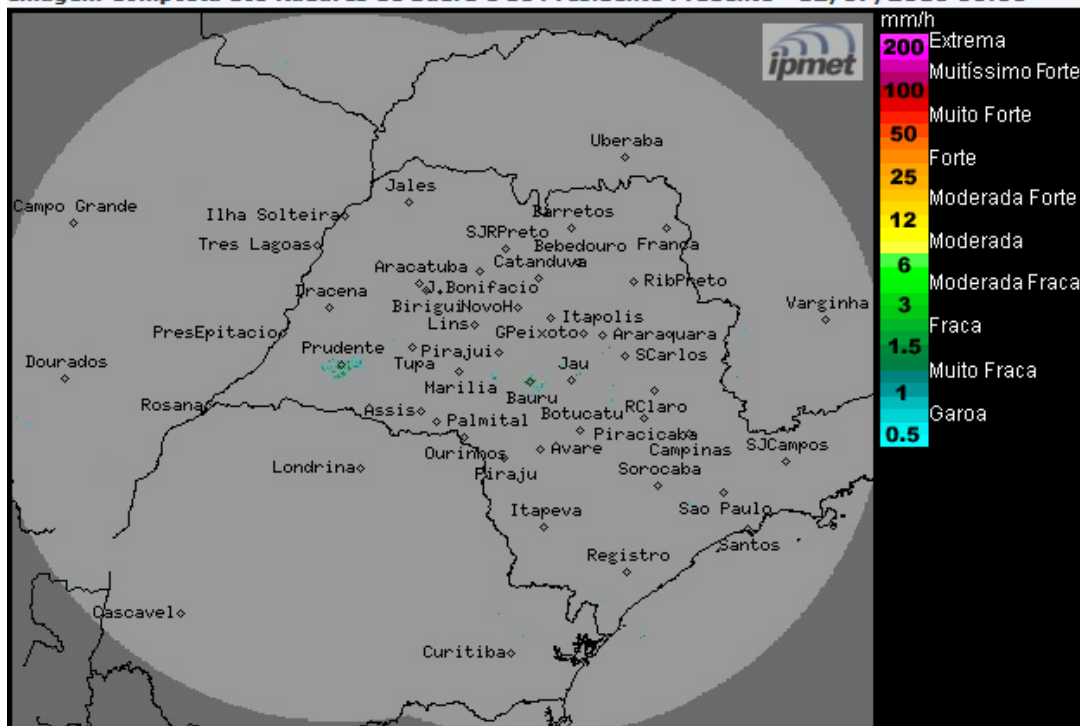 mm/h
200 Extrema
ipmet
Muitíssimo Forte
100
Muito Forte
50
Uberaba
Forte
25
Jales
Moderada Forte
Campo Grande
Ilha Solteira
Barretos
12
SJRPreto
Tres Lagoas
Bebedouro
Franca
Moderada
Catanduva
Aracatuba
6
J.Bonifacio
RibPreto
Moderada Fraca
Dracena
Birigui
NovoH
Varginha
3
Itapolis
Lins
Fraca
PresEpitacio
GPeixoto
Araraquara
Prudente
Pirajui
SCarlos
1.5
Dourados
Tupa
Jau
Muito Fraca
Marilia
Bauru
1
Rosana
Assis
Botucatu
RClaro
Garoa
Palmital
Piracicaba
0.5
Ourinhos
Avare
Campinas
SJCampos
Londrina
Piraju
Sorocaba
Itapeva
Sao Paulo
Santos
Registro
Cascavel
Curitiba